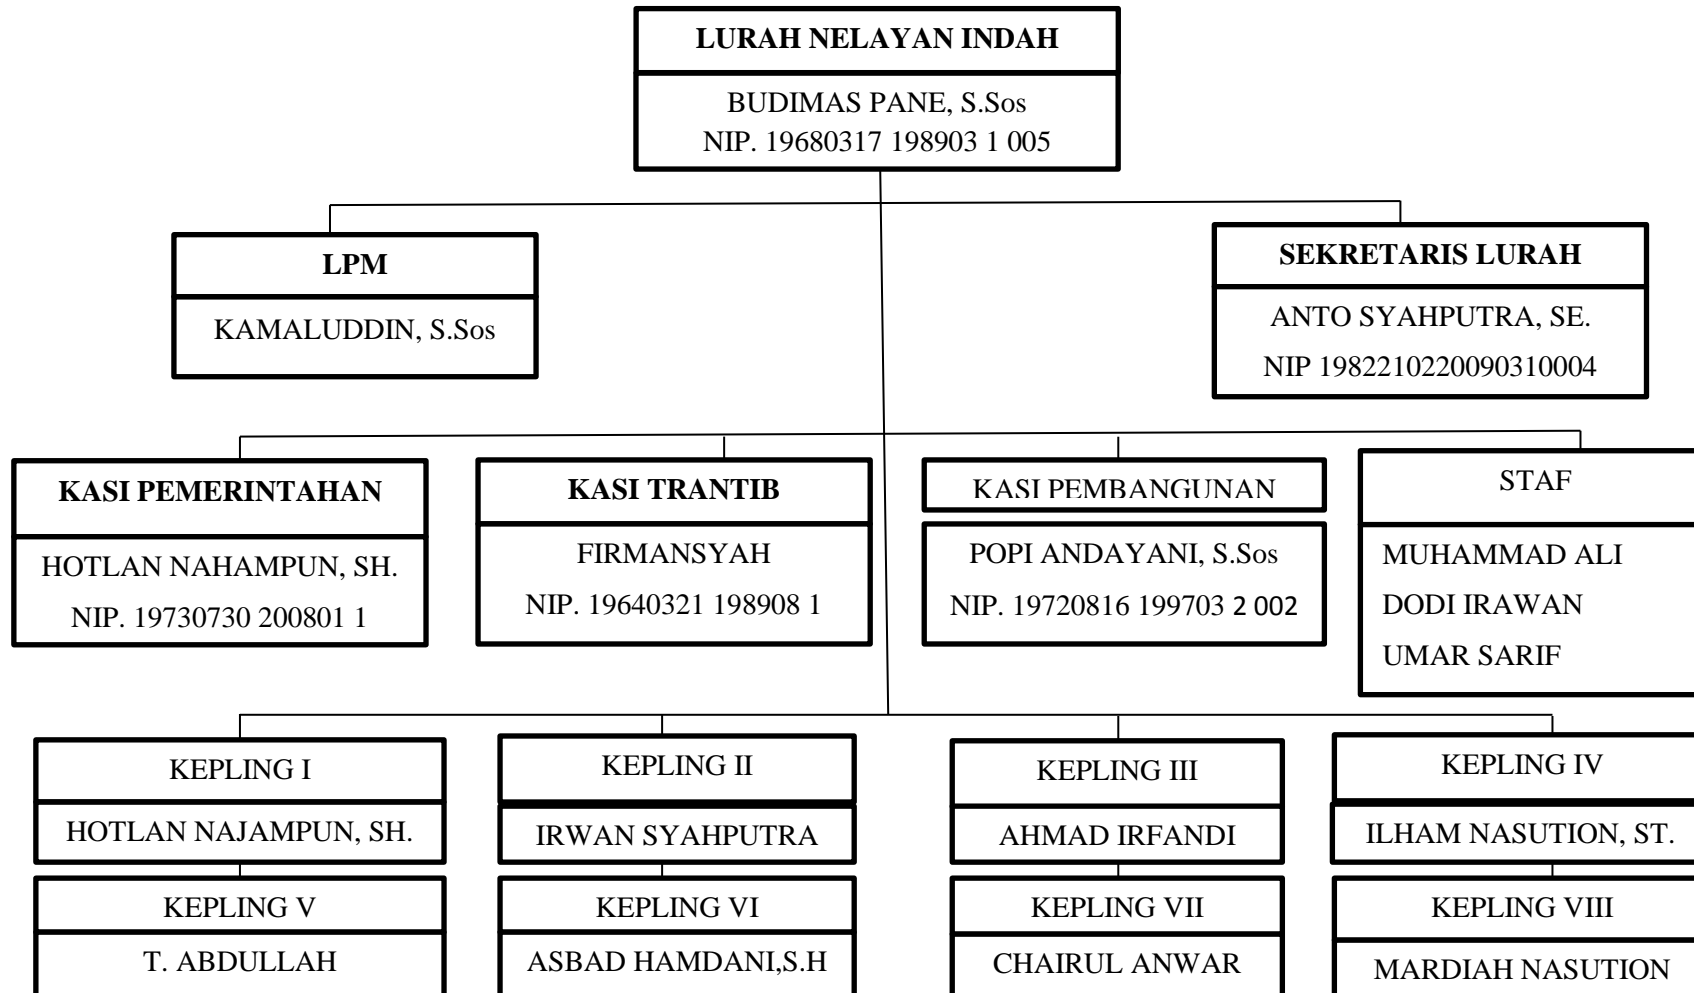 LURAH NELAYAN INDAH
BUDIMAS PANE, S.Sos
NIP. 19680317 198903 1 005
LPM
KAMALUDDIN, S.Sos
SEKRETARIS LURAH
ANTO SYAHPUTRA, SE.
NIP 1982210220090310004
KASI PEMERINTAHAN
HOTLAN NAHAMPUN, SH.
NIP. 19730730 200801 1
KASI TRANTIB
FIRMANSYAH
NIP. 19640321 198908 1
KASI PEMBANGUNAN
POPI ANDAYANI, S.Sos
NIP. 19720816 199703 2 002
STAF
MUHAMMAD ALI
DODI IRAWAN
UMAR SARIF
KEPLING I
HOTLAN NAJAMPUN, SH.
KEPLING II
IRWAN SYAHPUTRA
KEPLING III
AHMAD IRFANDI
KEPLING IV
ILHAM NASUTION, ST.
KEPLING V
T. ABDULLAH
KEPLING VI
ASBAD HAMDANI,S.H
KEPLING VII
CHAIRUL ANWAR
KEPLING VIII
MARDIAH NASUTION